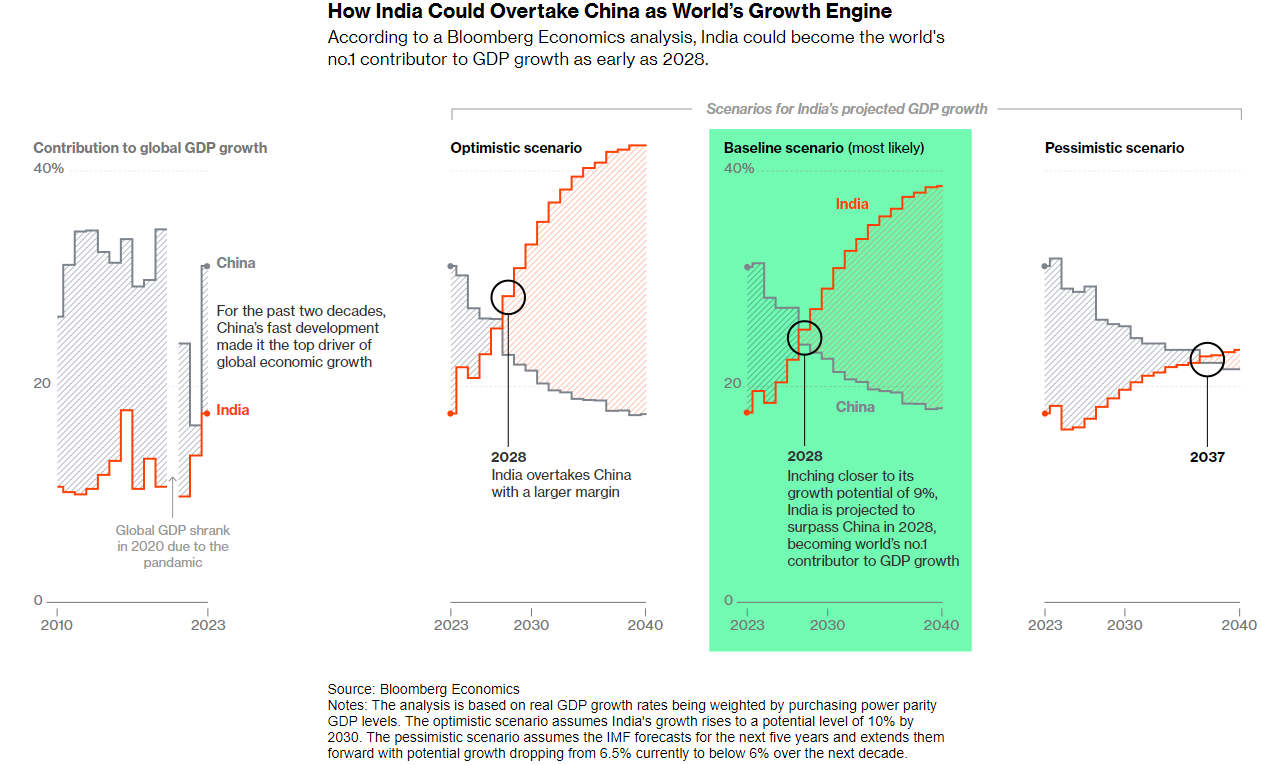 How India Could Overtake China as World’s Growth Engine
According to a Bloomberg Economics analysis, India could become the world's
no.1 contributor to GDP growth as early as 2028.
Scenarios for India’s projected GDP growth
Contribution to global GDP growth
40%
20
0
China
For the past two decades,
China’s fast development
made it the top driver of
global economic growth
India
Global GDP shrank
in 2020 due to the
pandamic
2010
2023
Optimistic scenario
2028
India overtakes China
with a larger margin
2023
2030
2040
Baseline scenario (most likely)
40%
India
20
China
2028
Inching closer to its
growth potential of 9%,
India is projected to
surpass China in 2028,
becoming world’s no.1
contributor to GDP growth
0
2023
2030
2040
Pessimistic scenario
2037
2023
2030
2040
Source: Bloomberg Economics
Notes: The analysis is based on real GDP growth rates being weighted by purchasing power parity
GDP levels. The optimistic scenario assumes India's growth rises to a potential level of 10% by
2030. The pessimistic scenario assumes the IMF forecasts for the next five years and extends them
forward with potential growth dropping from 6.5% currently to below 6% over the next decade.